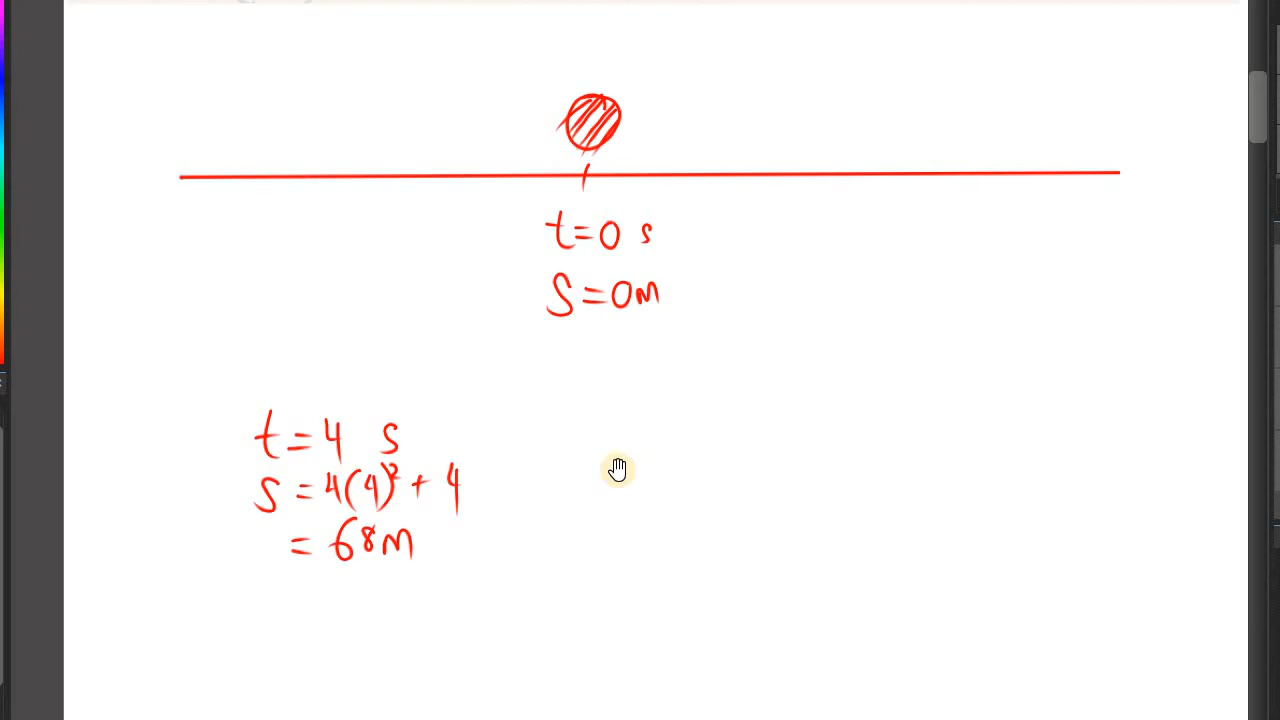 t=0 s
S=0m
t=4 s
s=4(4)²+4
=68m